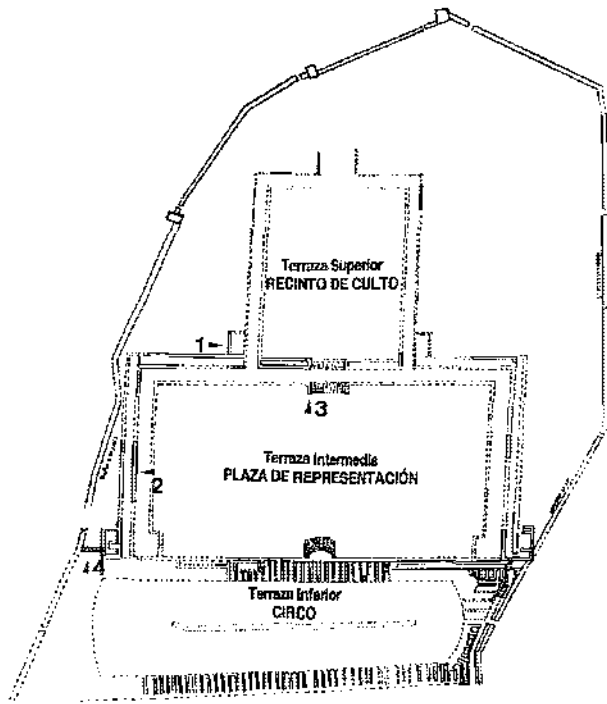 Terraza Superior
RECINTO DE CULTO
1
3
Terraza Intermedia
PLAZA DE REPRESENTACIÓN
2
4
Terraza Inferior
CIRCO